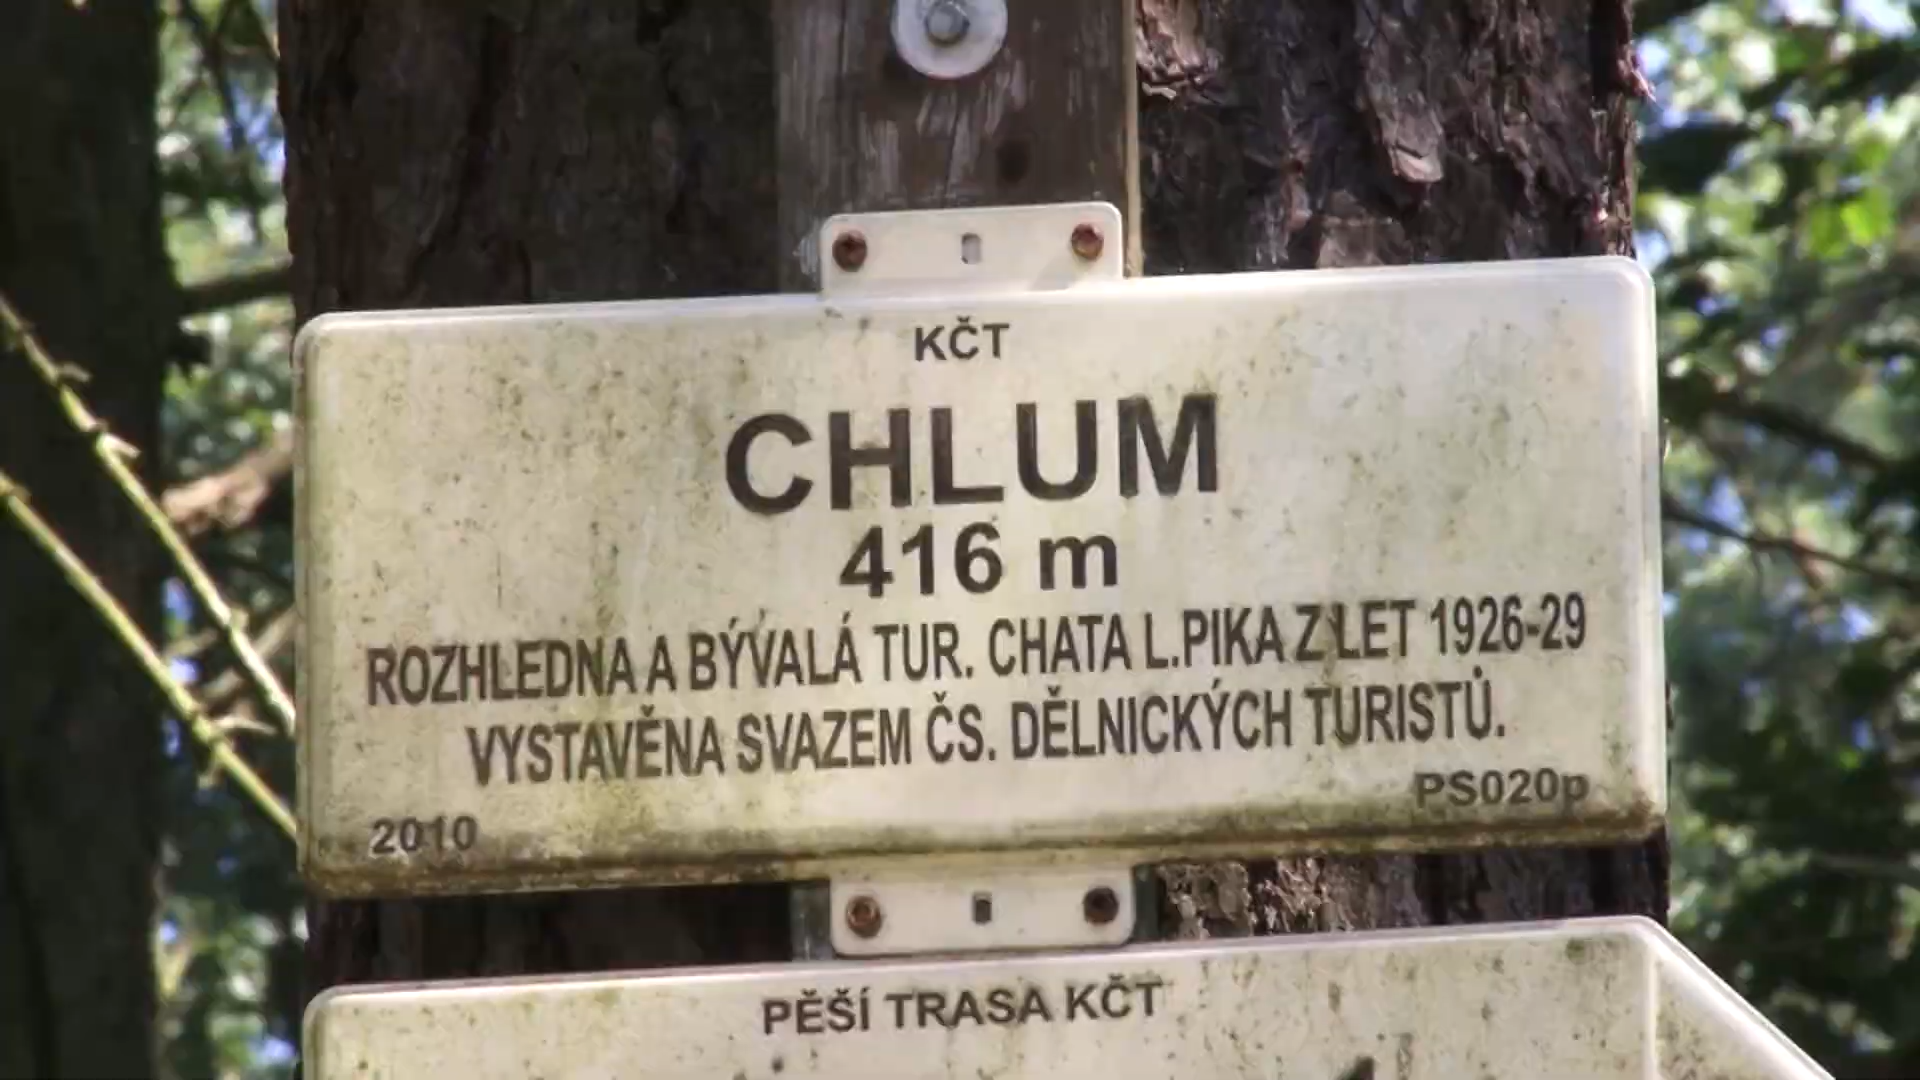 KČT
CHLUM
416 m
ROZHLEDNA A BÝVALÁ TUR. CHATA L.PIKA Z LET 1926-29
VYSTAVĚNA SVAZEM ČS. DĚLNICKÝCH TURISTŮ.
PS020p
2010
PĚŠÍ TRASA KČT